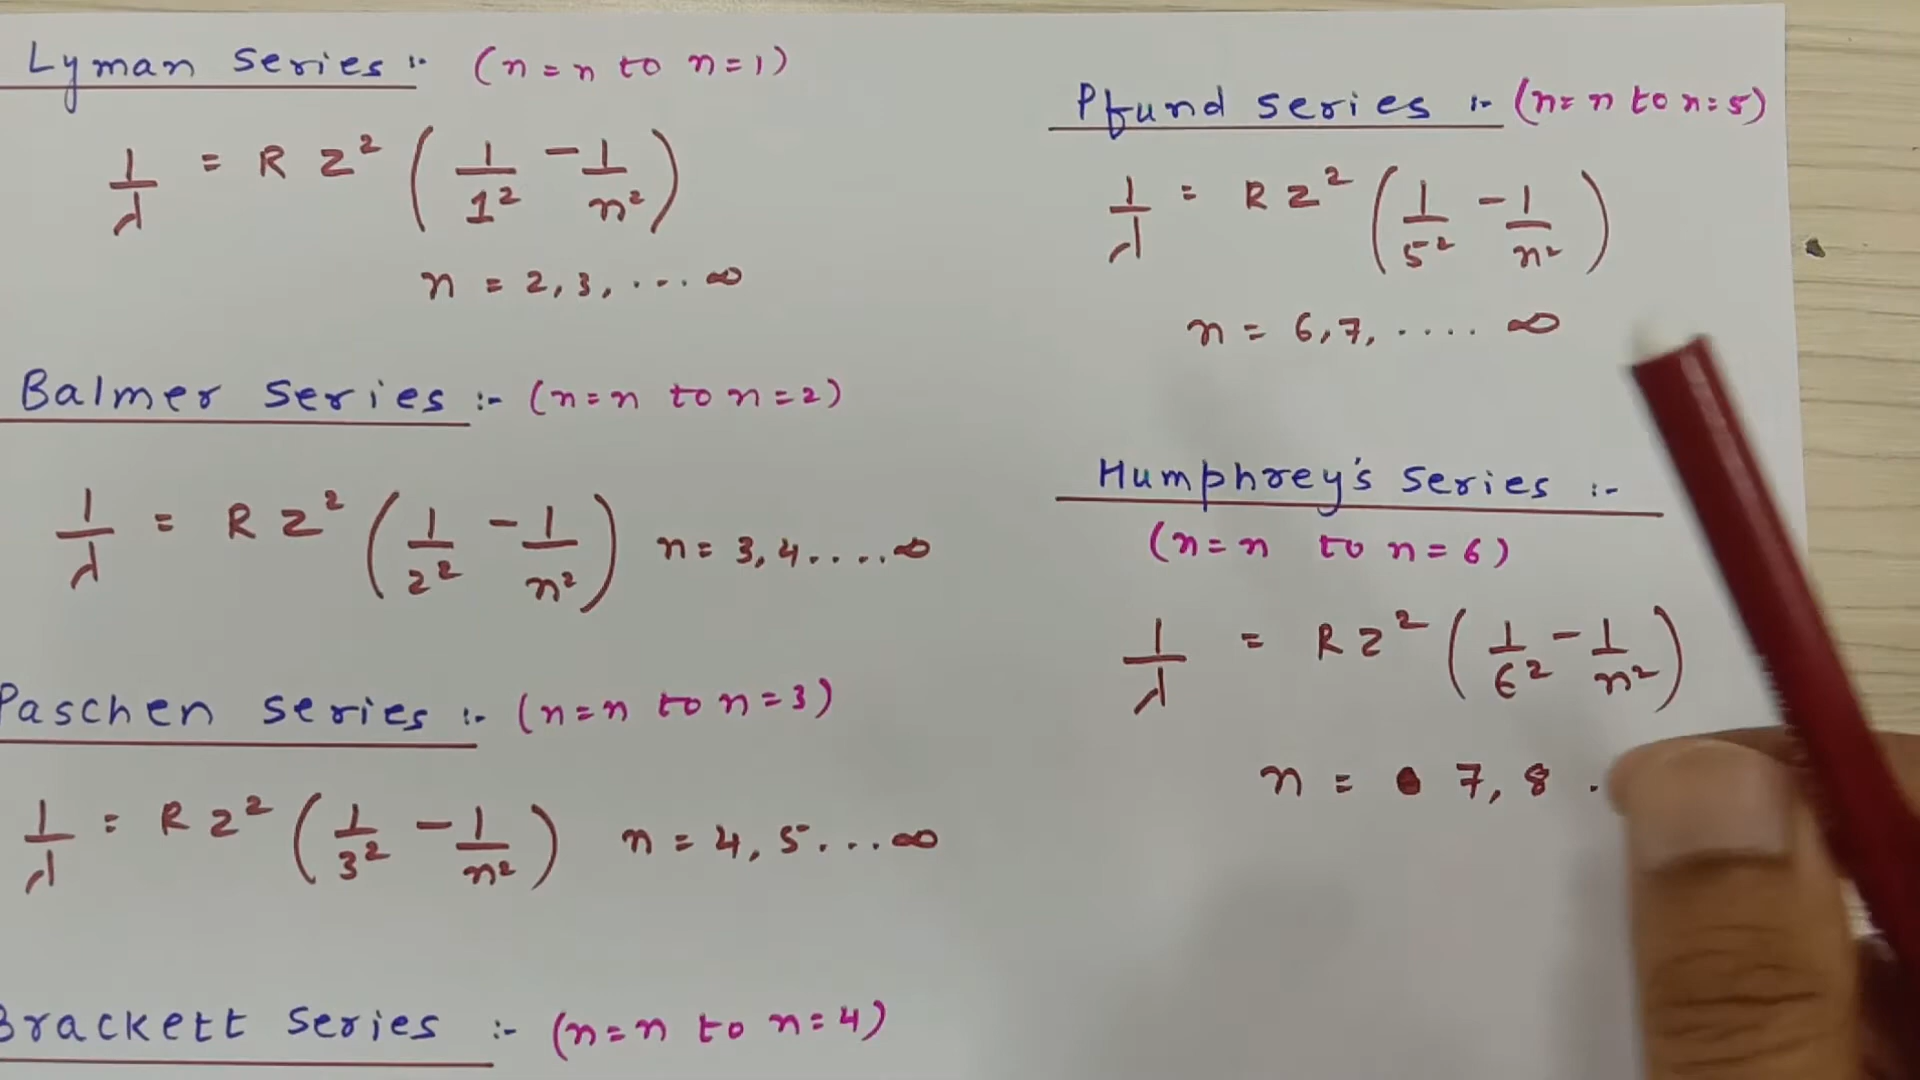 Lyman series :- (n = n to n = 1)
1/λ = R Z² (1/1² - 1/n²)
n = 2, 3, .... ∞
Balmer series :- (n = n to n = 2)
1/λ = R Z² (1/2² - 1/n²) n = 3, 4 .... ∞
Paschen series :- (n = n to n = 3)
1/λ = R Z² (1/3² - 1/n²) n = 4, 5 ... ∞
Brackett series :- (n = n to n = 4)
Pfund series :- (n = n to n = 5)
1/λ = R Z² (1/5² - 1/n²)
n = 6, 7, .... ∞
Humphrey's series :-
(n = n to n = 6)
1/λ = R Z² (1/6² - 1/n²)
n = 7, 8 .